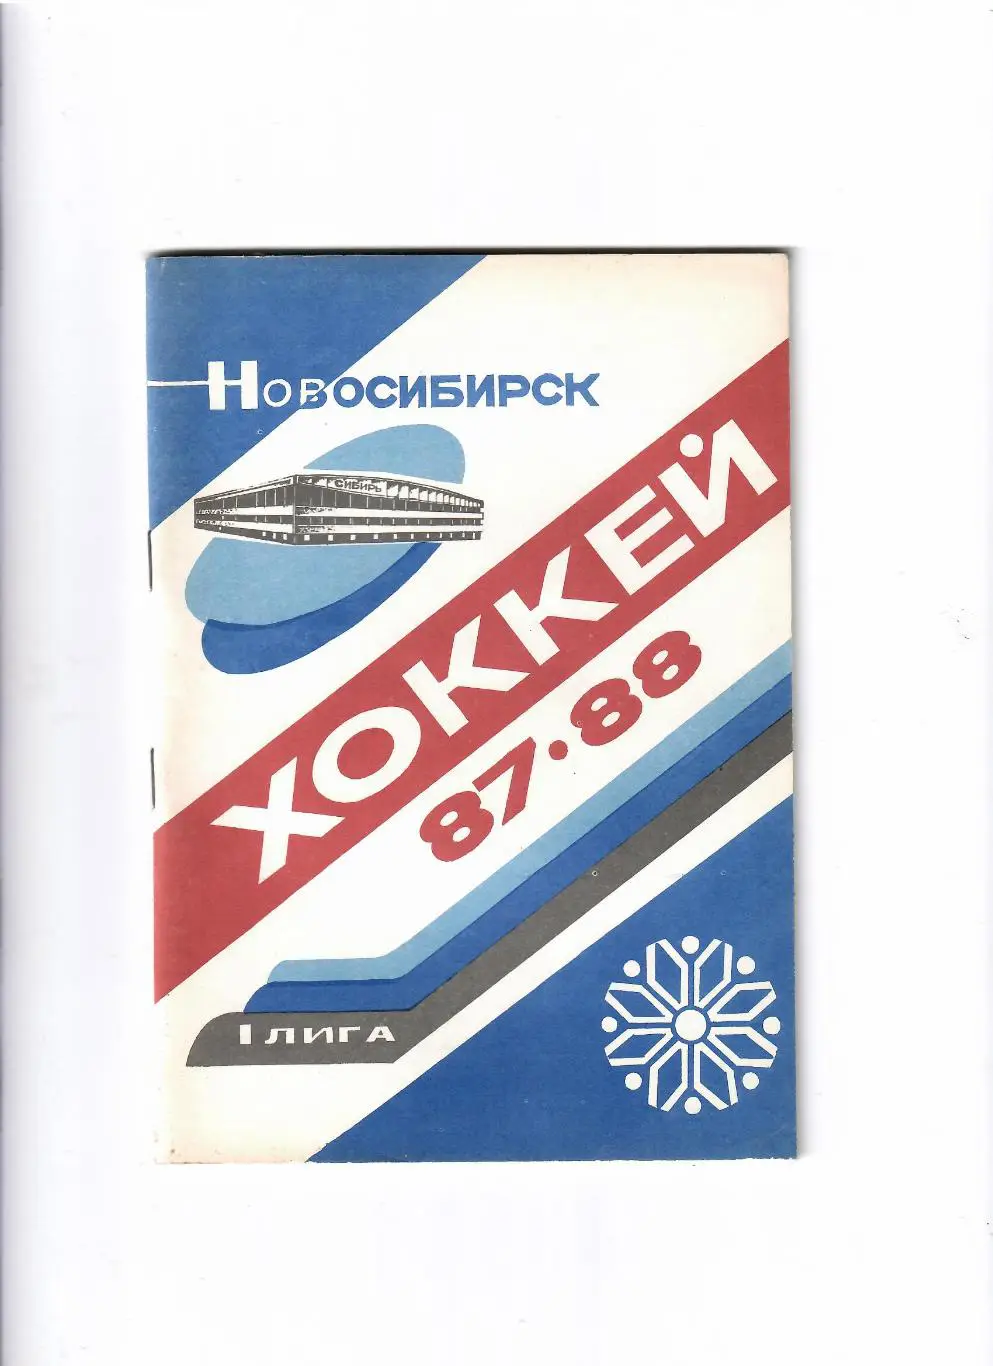 Новосибирск
СИБИРЬ
ХОККЕЙ
87·88
I ЛИГА